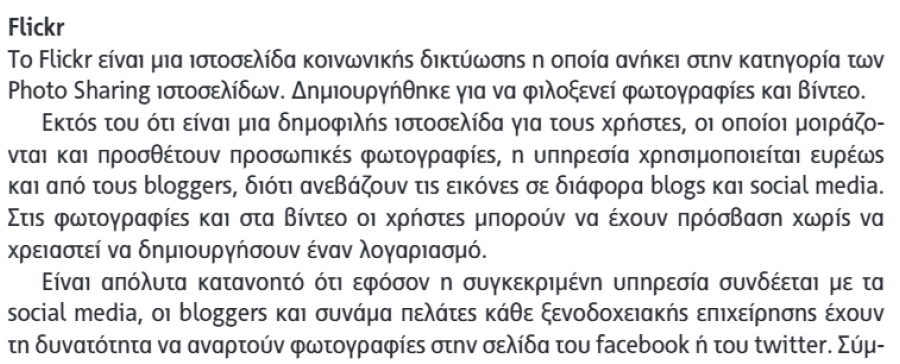 Flickr
Το Flickr είναι μια ιστοσελίδα κοινωνικής δικτύωσης η οποία ανήκει στην κατηγορία των
Photo Sharing ιστοσελίδων. Δημιουργήθηκε για να φιλοξενεί φωτογραφίες και βίντεο.
Εκτός του ότι είναι μια δημοφιλής ιστοσελίδα για τους χρήστες, οι οποίοι μοιράζο-
νται και προσθέτουν προσωπικές φωτογραφίες, η υπηρεσία χρησιμοποιείται ευρέως
και από τους bloggers, διότι ανεβάζουν τις εικόνες σε διάφορα blogs και social media.
Στις φωτογραφίες και στα βίντεο οι χρήστες μπορούν να έχουν πρόσβαση χωρίς να
χρειαστεί να δημιουργήσουν έναν λογαριασμό.
Είναι απόλυτα κατανοητό ότι εφόσον η συγκεκριμένη υπηρεσία συνδέεται με τα
social media, οι bloggers και συνάμα πελάτες κάθε ξενοδοχειακής επιχείρησης έχουν
τη δυνατότητα να αναρτούν φωτογραφίες στην σελίδα του facebook ή του twitter. Σύμ-